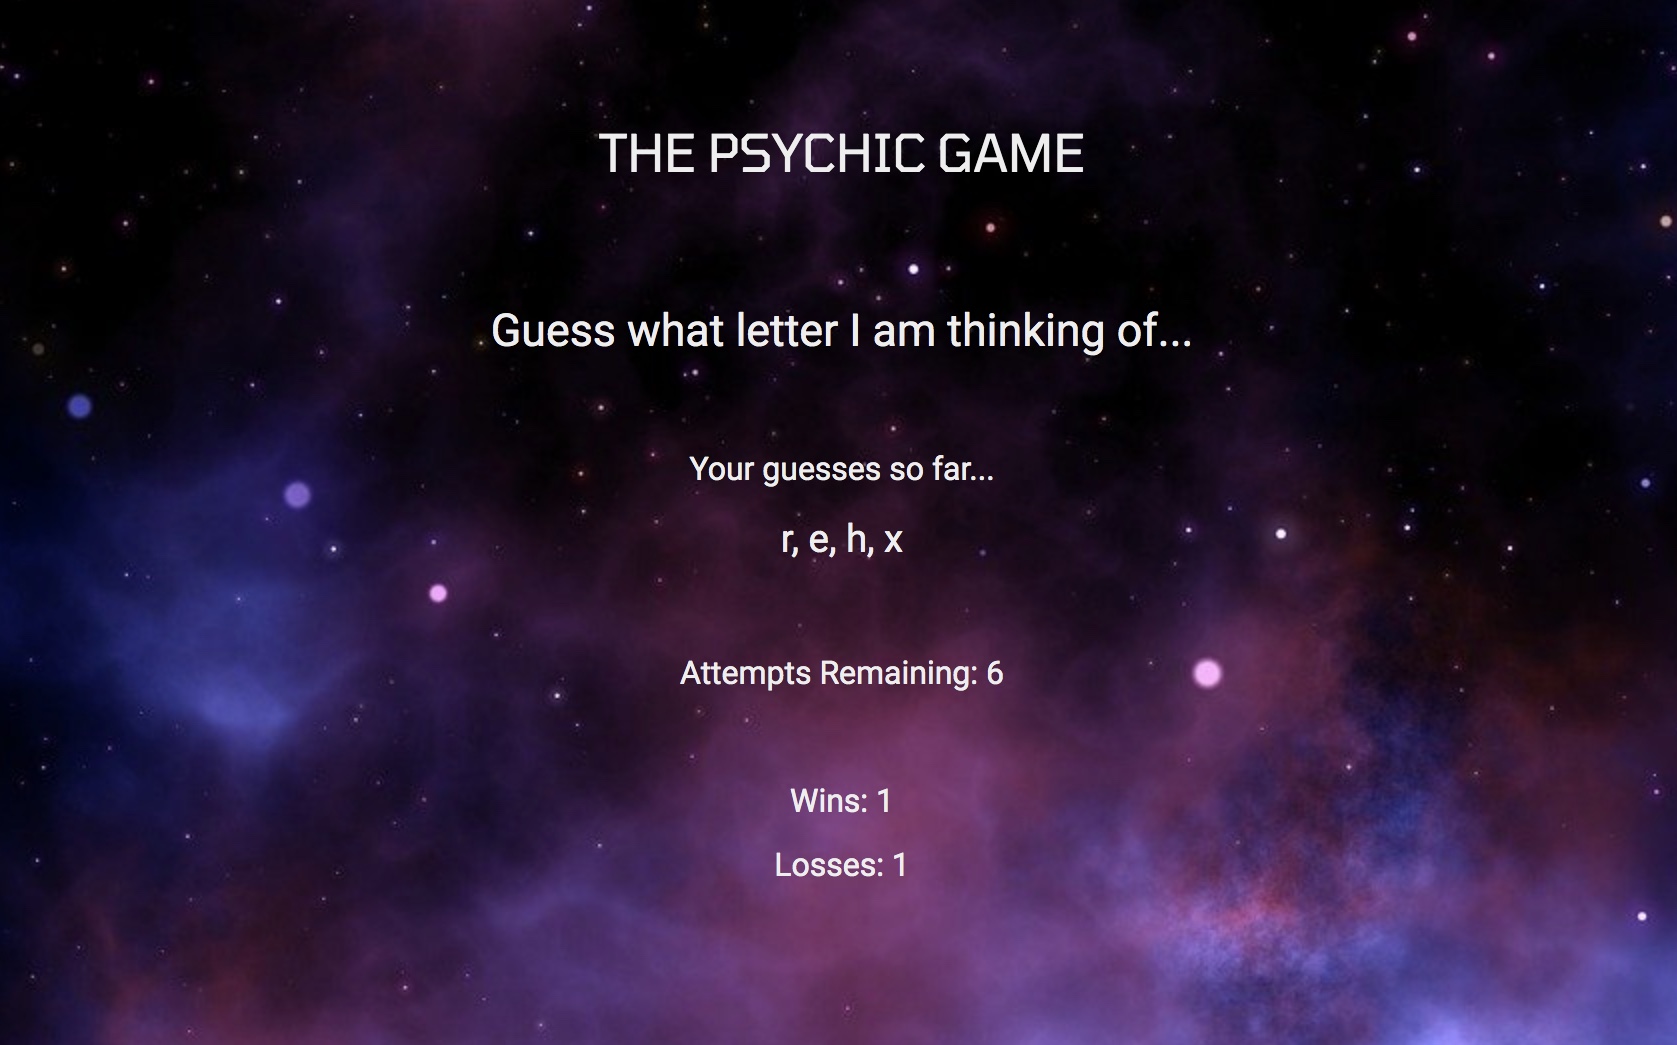 THE PSYCHIC GAME
Guess what letter I am thinking of...
Your guesses so far...
r, e, h, x
Attempts Remaining: 6
Wins: 1
Losses: 1